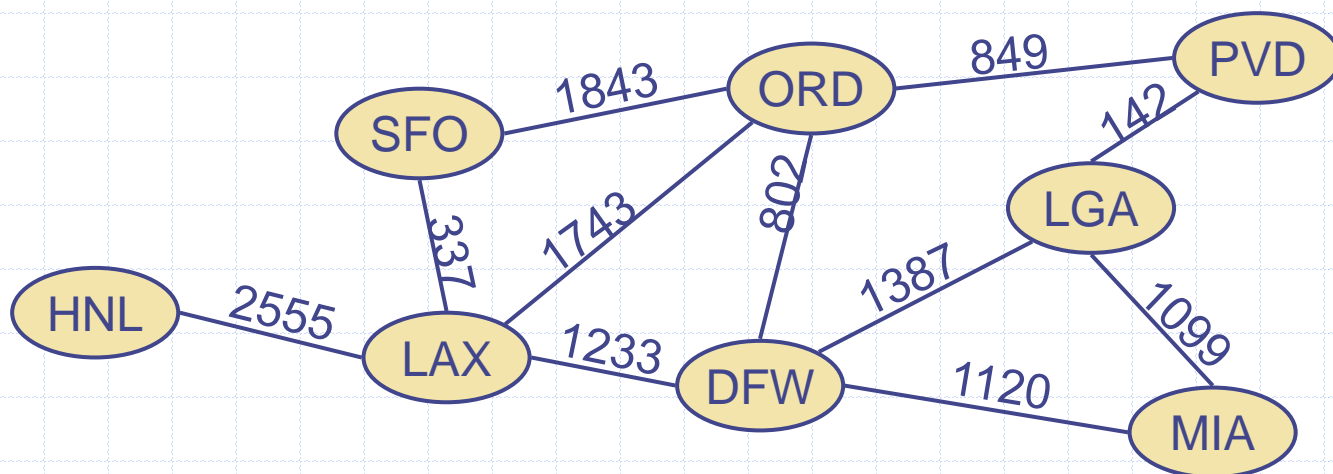 849
PVD
1843
ORD
142
SFO
802
LGA
1743
337
1387
HNL
2555
1099
LAX
1233
DFW
1120
MIA